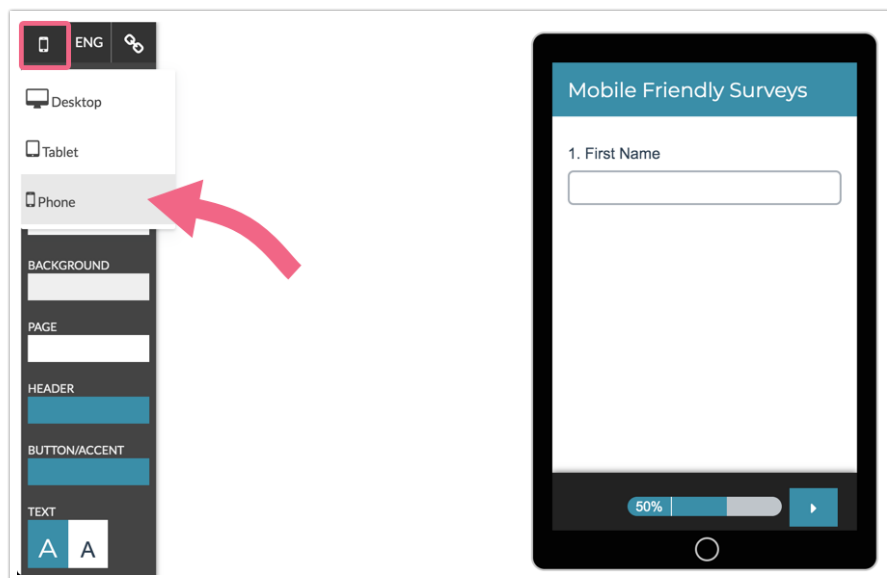 ENG
Desktop
Tablet
Phone
BACKGROUND
PAGE
HEADER
BUTTON/ACCENT
TEXT
A A
Mobile Friendly Surveys
1. First Name
50%